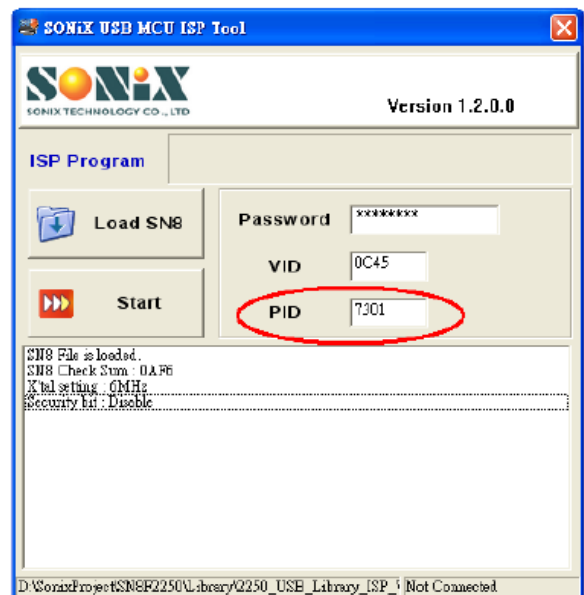 SONiX USB MCU ISP Tool
SONiX
SONIX TECHNOLOGY CO., LTD
Version 1.2.0.0
ISP Program
Load SN8
Password ********
VID 0C45
Start
PID 7301
SN8 File is loaded.
SN8 Check Sum : 0AF6
X'tal setting : 6MHz
Security bit : Disable
D:\SonixProject\SN8F2250\Library\2250_USB_Library_ISP_\ Not Connected